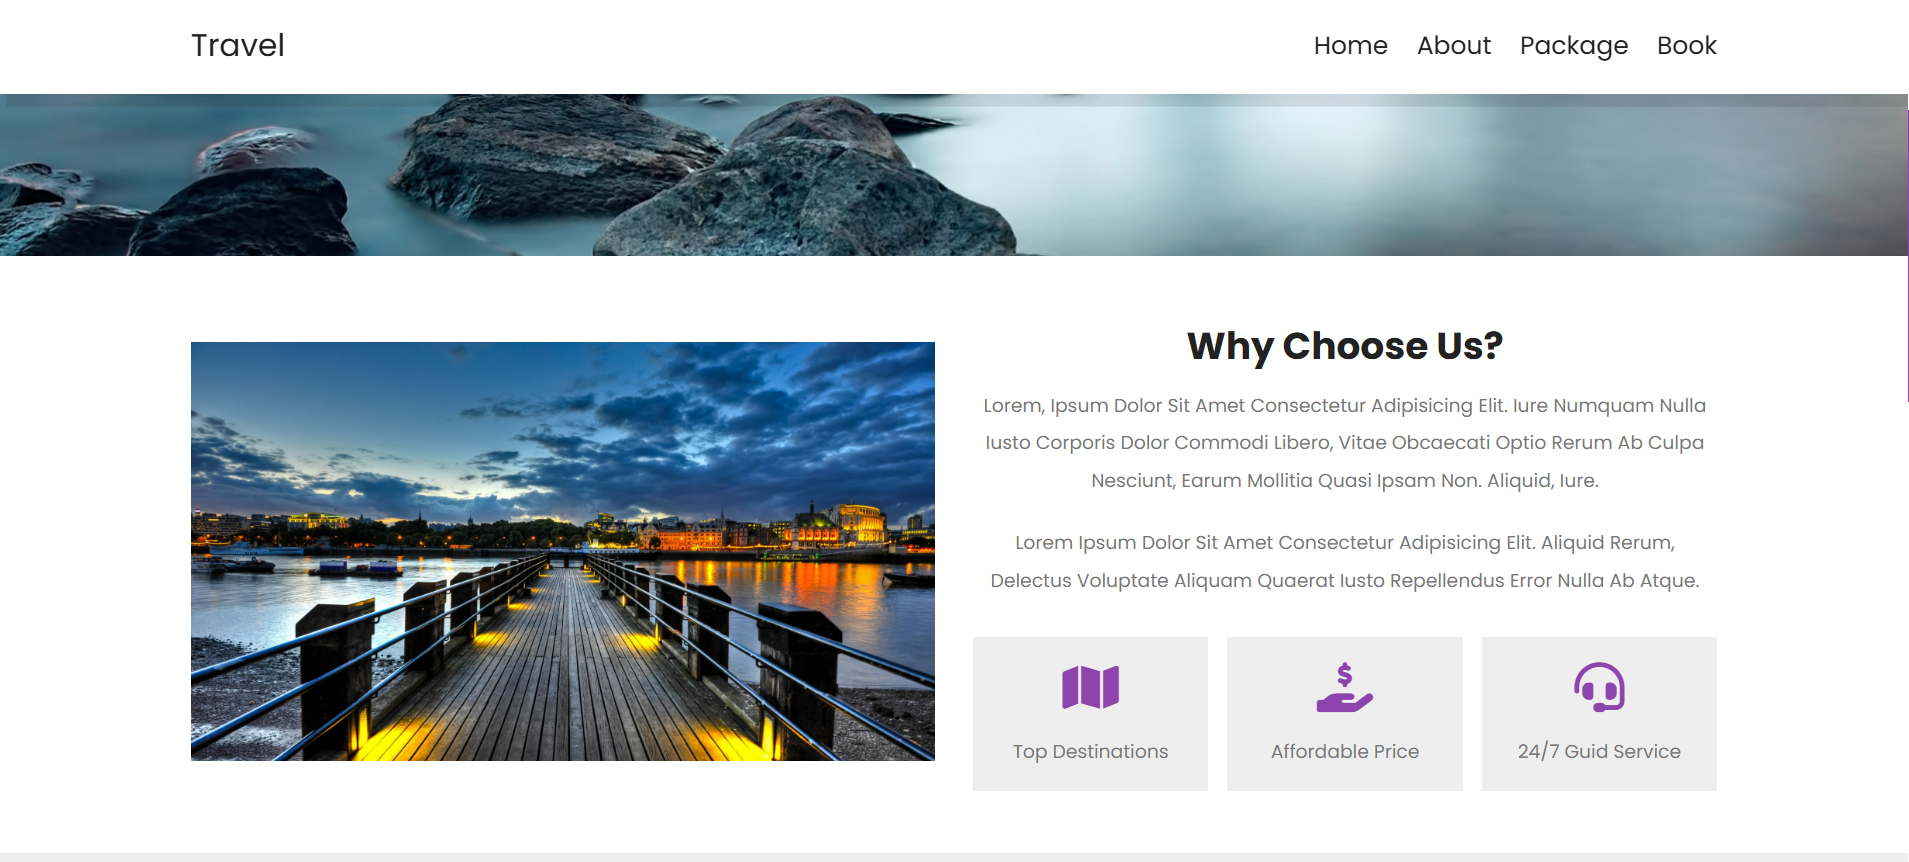 Travel
Home About Package Book
Why Choose Us?
Lorem, Ipsum Dolor Sit Amet Consectetur Adipisicing Elit. Iure Numquam Nulla
Iusto Corporis Dolor Commodi Libero, Vitae Obcaecati Optio Rerum Ab Culpa
Nesciunt, Earum Mollitia Quasi Ipsam Non. Aliquid, Iure.
Lorem Ipsum Dolor Sit Amet Consectetur Adipisicing Elit. Aliquid Rerum,
Delectus Voluptate Aliquam Quaerat Iusto Repellendus Error Nulla Ab Atque.
$
Top Destinations
Affordable Price
24/7 Guid Service